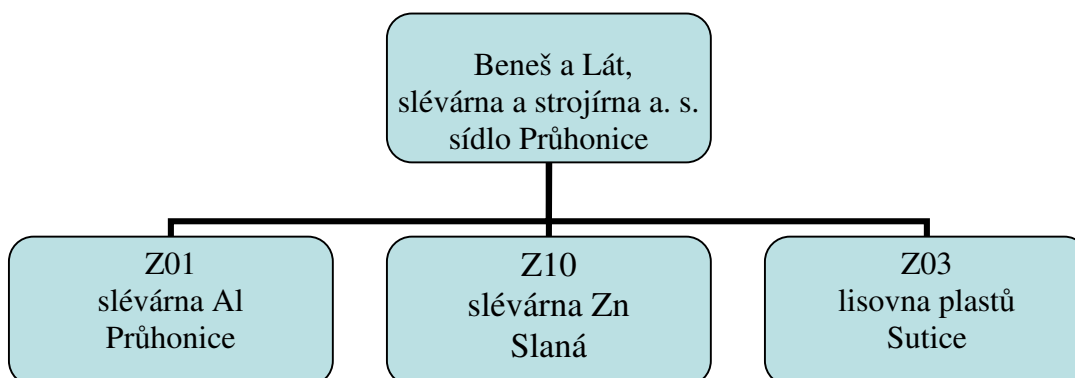 Beneš a Lát,
slévárna a strojírna a. s.
sídlo Průhonice
Z01
slévárna Al
Průhonice
Z10
slévárna Zn
Slaná
Z03
lisovna plastů
Sutice